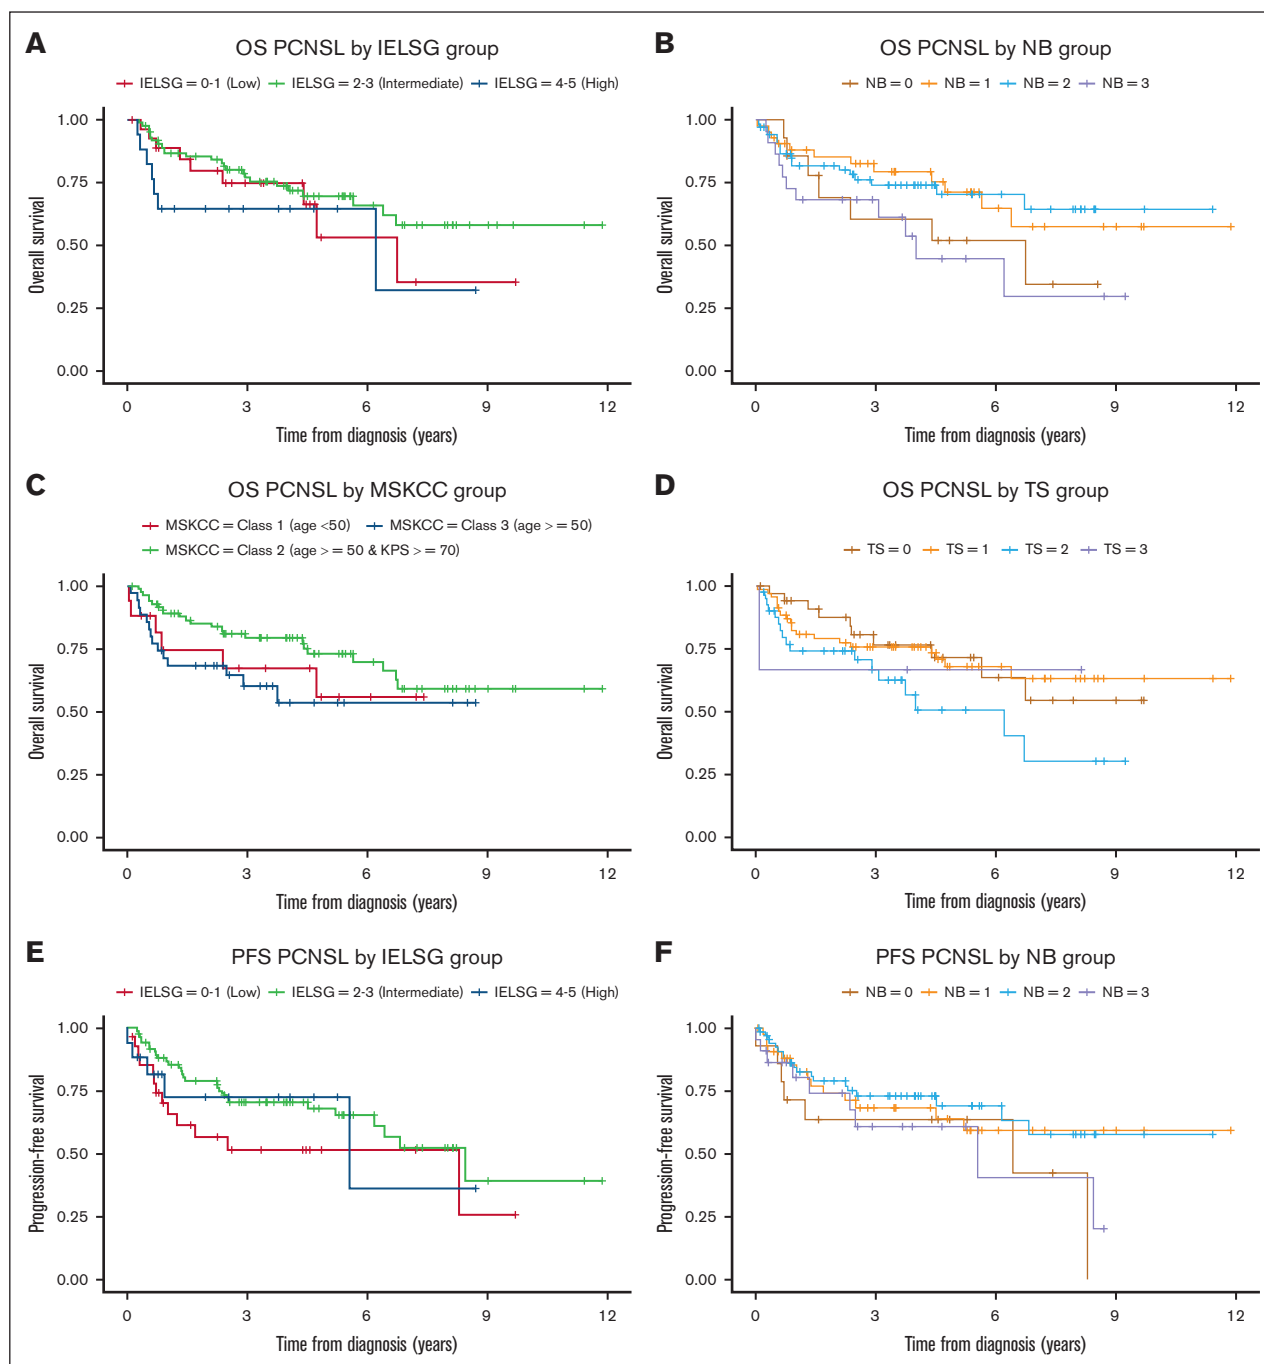 A
OS PCNSL by IELSG group
IELSG = 0-1 (Low) IELSG = 2-3 (Intermediate) IELSG = 4-5 (High)
Overall survival
1.00
0.75
0.50
0.25
0.00
0 3 6 9 12
Time from diagnosis (years)
B
OS PCNSL by NB group
NB = 0 NB = 1 NB = 2 NB = 3
Overall survival
1.00
0.75
0.50
0.25
0.00
0 3 6 9 12
Time from diagnosis (years)
C
OS PCNSL by MSKCC group
MSKCC = Class 1 (age <50) MSKCC = Class 3 (age > = 50)
MSKCC = Class 2 (age > = 50 & KPS > = 70)
Overall survival
1.00
0.75
0.50
0.25
0.00
0 3 6 9 12
Time from diagnosis (years)
D
OS PCNSL by TS group
TS = 0 TS = 1 TS = 2 TS = 3
Overall survival
1.00
0.75
0.50
0.25
0.00
0 3 6 9 12
Time from diagnosis (years)
E
PFS PCNSL by IELSG group
IELSG = 0-1 (Low) IELSG = 2-3 (Intermediate) IELSG = 4-5 (High)
Progression-free survival
1.00
0.75
0.50
0.25
0.00
0 3 6 9 12
Time from diagnosis (years)
F
PFS PCNSL by NB group
NB = 0 NB = 1 NB = 2 NB = 3
Progression-free survival
1.00
0.75
0.50
0.25
0.00
0 3 6 9 12
Time from diagnosis (years)